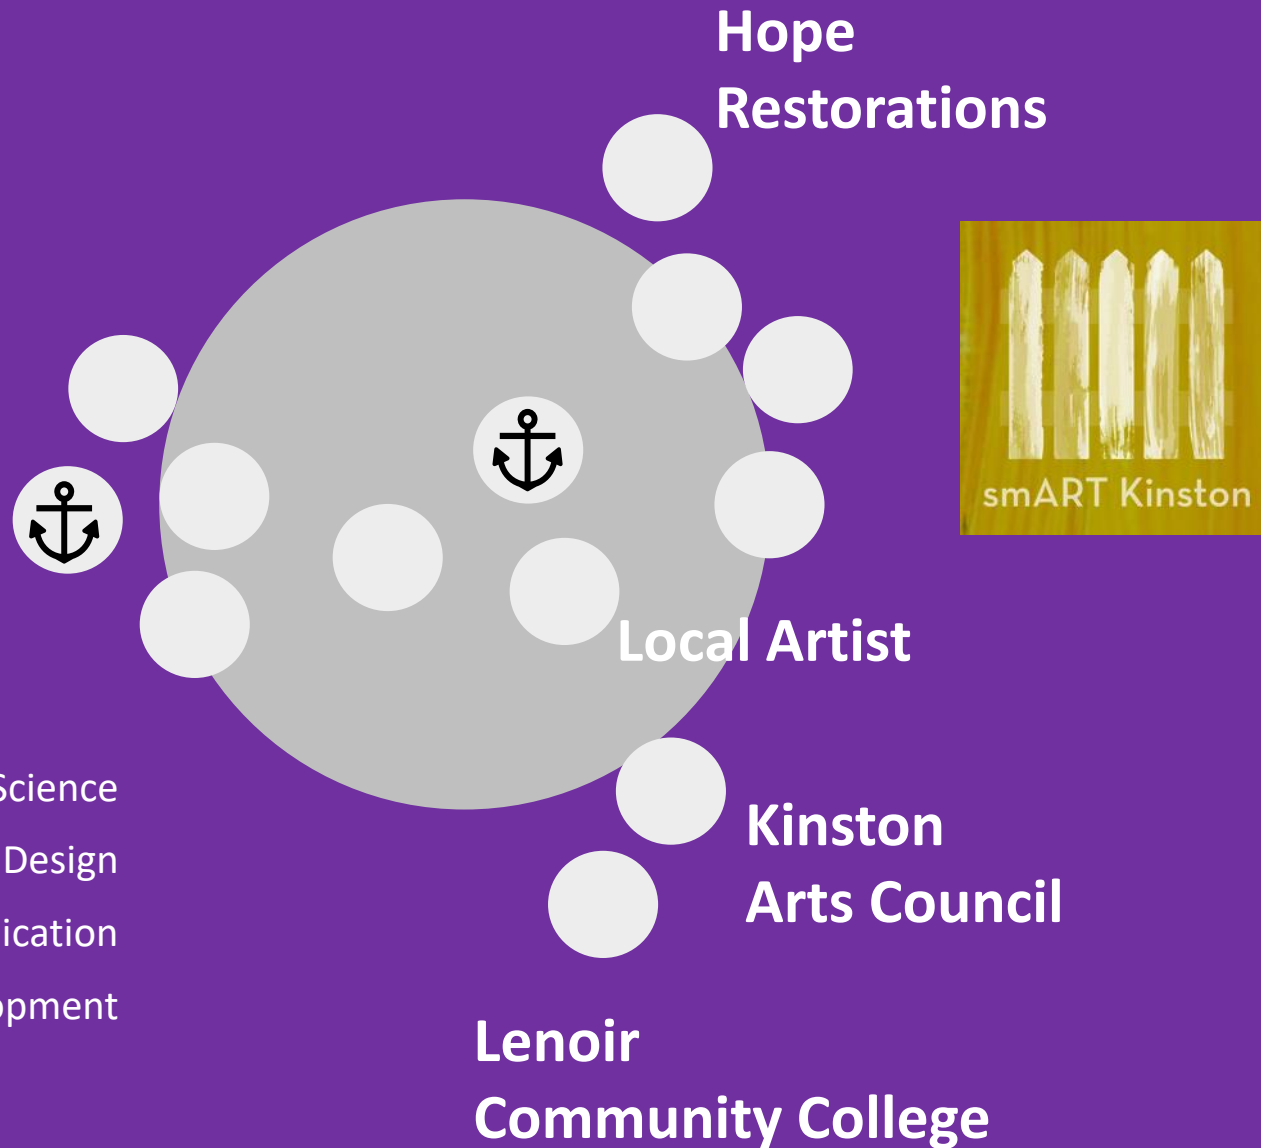 Hope
Restorations
smART Kinston
Local Artist
Science
Design
Kinston
Arts Council
ication
opment
Lenoir
Community College